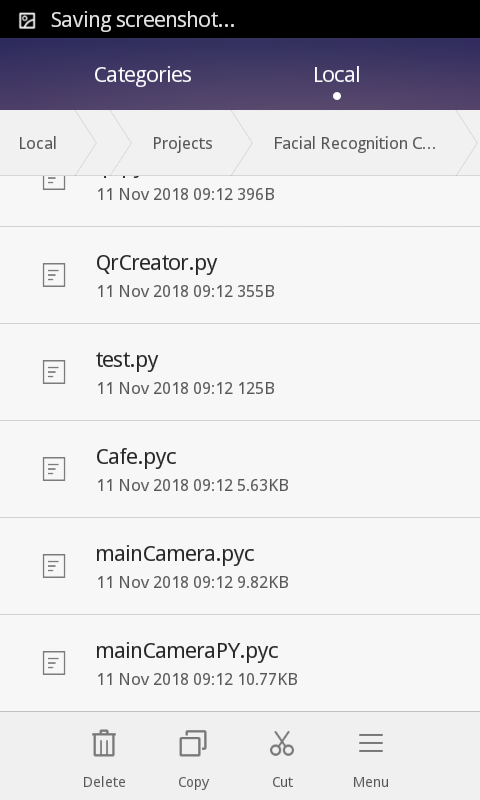 Saving screenshot...
Categories
Local
Local
Projects
Facial Recognition C...
11 Nov 2018 09:12 396B
QrCreator.py
11 Nov 2018 09:12 355B
test.py
11 Nov 2018 09:12 125B
Cafe.pyc
11 Nov 2018 09:12 5.63KB
mainCamera.pyc
11 Nov 2018 09:12 9.82KB
mainCameraPY.pyc
11 Nov 2018 09:12 10.77KB
Delete
Copy
Cut
Menu